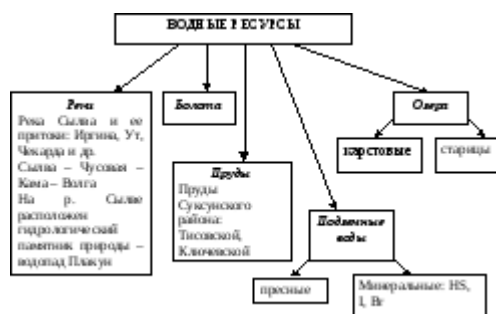 ВОДНЫЕ РЕСУРСЫ
Реки
Река Сылва и ее
притоки: Иргина, Ут,
Чекарда и др.
Сылва – Чусовая –
Кама – Волга
На р. Сылве
расположен
гидрологический
памятник природы –
водопад Плакун
Болота
Пруды
Пруды
Суксунского
района:
Тисовской,
Ключевской
Подземные
воды
пресные
Минеральные: HS,
I, Br
Озера
карстовые
старицы